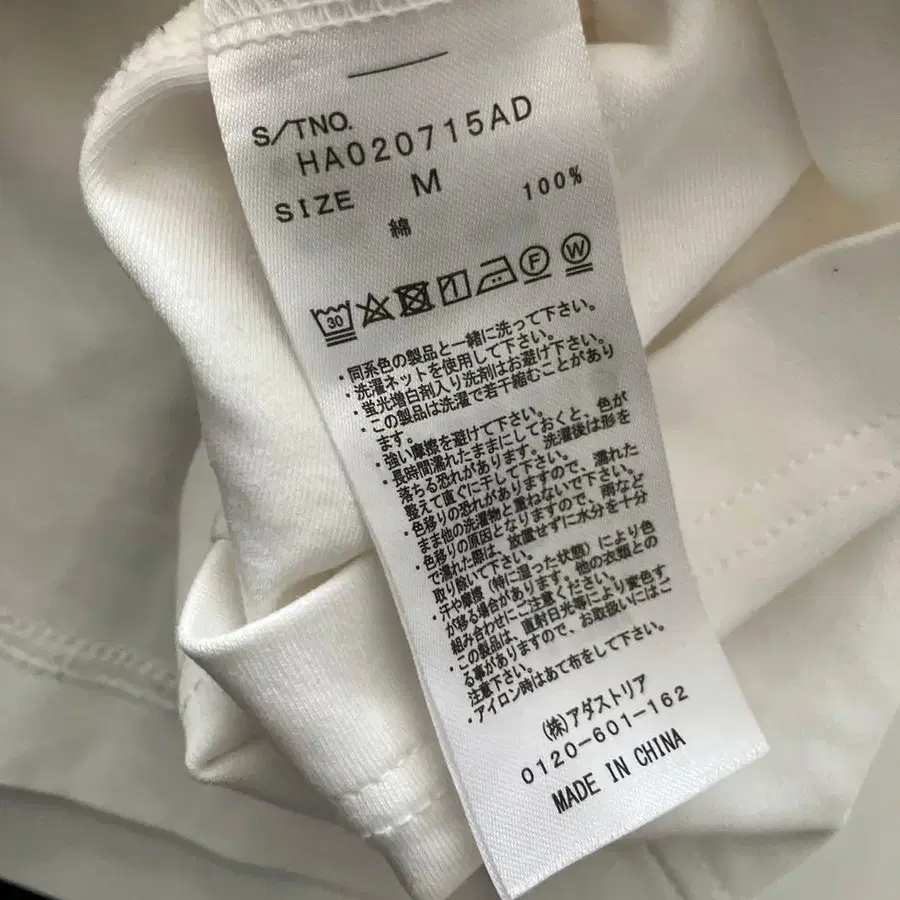 S/TNO.
HA020715AD
SIZE M
綿 100%
30 F W
・同系色の製品と一緒に洗って下さい。
・洗濯ネットを使用して下さい。
・蛍光増白剤入り洗剤はお避け下さい。
・この製品は洗濯で若干縮むことがあり
ます。
・強い摩擦を避けて下さい。
・長時間濡れたままにしておくと、色が
落ちる恐れがあります。洗濯後は形を
整えて直ぐに干して下さい。
・色移りの恐れがありますので、濡れた
まま他の洗濯物と重ねないで下さい。
・色移りの原因となりますので、雨など
で濡れた際は、放置せずに水分を十分
取り除いて下さい。
・汗や摩擦（特に湿った状態）により色
が移る場合があります。他の衣類との
組み合わせにご注意ください。
・この製品は、直射日光等により変色す
る事がありますので、お取扱いにはご
注意下さい。
・アイロン時はあて布をして下さい。
(株)アダストリア
0120-601-162
MADE IN CHINA